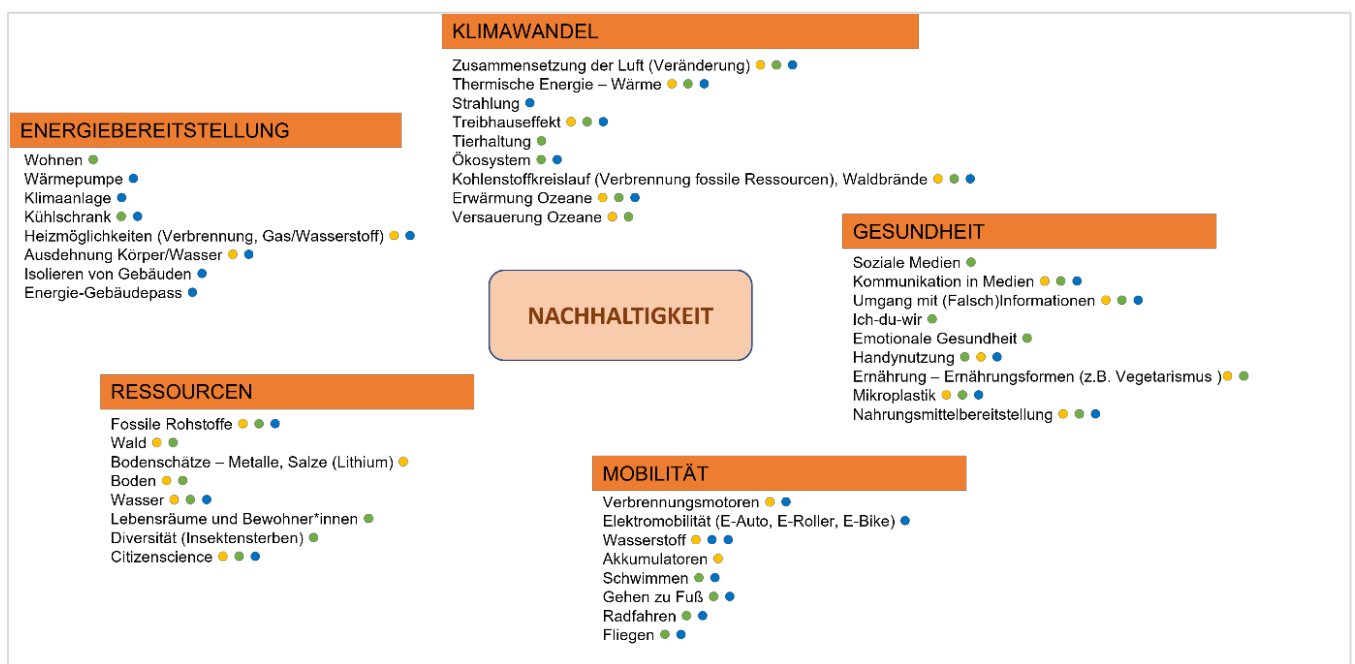 KLIMAWANDEL
Zusammensetzung der Luft (Veränderung)
Thermische Energie – Wärme
Strahlung
Treibhauseffekt
Tierhaltung
Ökosystem
Kohlenstoffkreislauf (Verbrennung fossile Ressourcen), Waldbrände
Erwärmung Ozeane
Versauerung Ozeane
ENERGIEBEREITSTELLUNG
Wohnen
Wärmepumpe
Klimaanlage
Kühlschrank
Heizmöglichkeiten (Verbrennung, Gas/Wasserstoff)
Ausdehnung Körper/Wasser
Isolieren von Gebäuden
Energie-Gebäudepass
GESUNDHEIT
Soziale Medien
Kommunikation in Medien
Umgang mit (Falsch)Informationen
Ich-du-wir
Emotionale Gesundheit
Handynutzung
Ernährung – Ernährungsformen (z.B. Vegetarismus )
Mikroplastik
Nahrungsmittelbereitstellung
NACHHALTIGKEIT
RESSOURCEN
Fossile Rohstoffe
Wald
Bodenschätze – Metalle, Salze (Lithium)
Boden
Wasser
Lebensräume und Bewohner*innen
Diversität (Insektensterben)
Citizenscience
MOBILITÄT
Verbrennungsmotoren
Elektromobilität (E-Auto, E-Roller, E-Bike)
Wasserstoff
Akkumulatoren
Schwimmen
Gehen zu Fuß
Radfahren
Fliegen